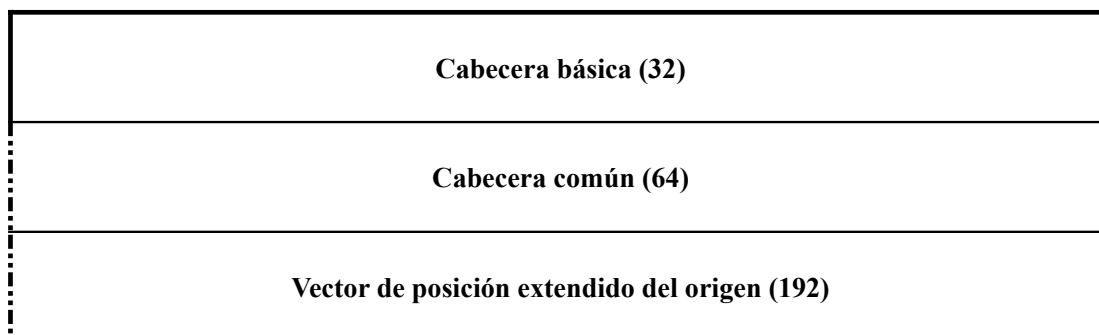 Cabecera básica (32)
Cabecera común (64)
Vector de posición extendido del origen (192)